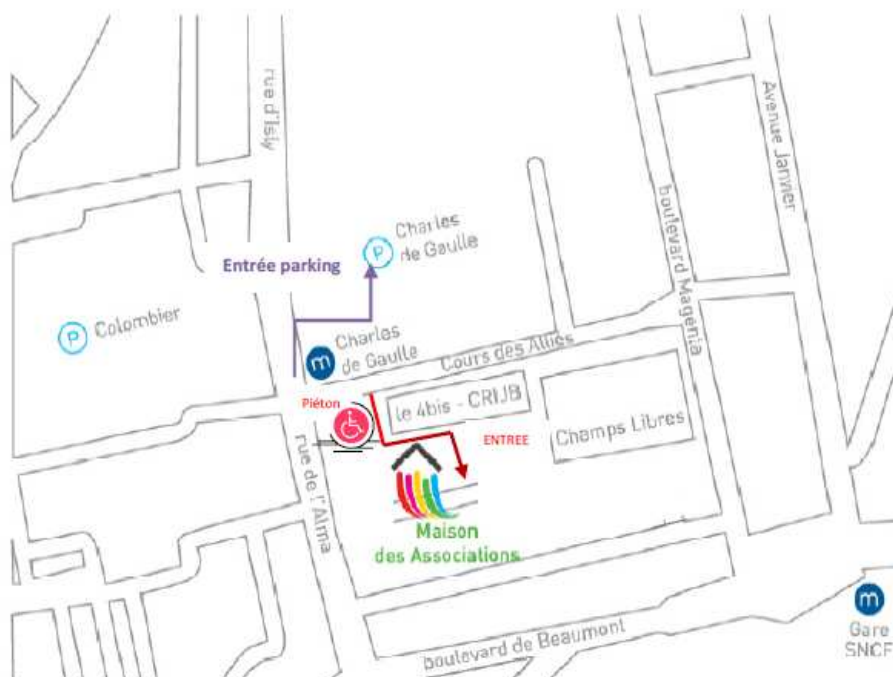 rue d'Isly
Avenue Janvier
boulevard Magenta
Charles
de Gaulle
P
Entrée parking
Colombier
P
m
Charles
de Gaulle
Cours des Alliés
Piéton
le 4bis - CRIJB
ENTREE
Champs Libres
rue de l'Alma
Maison
des Associations
boulevard de Beaumont
m
Gare
SNCF